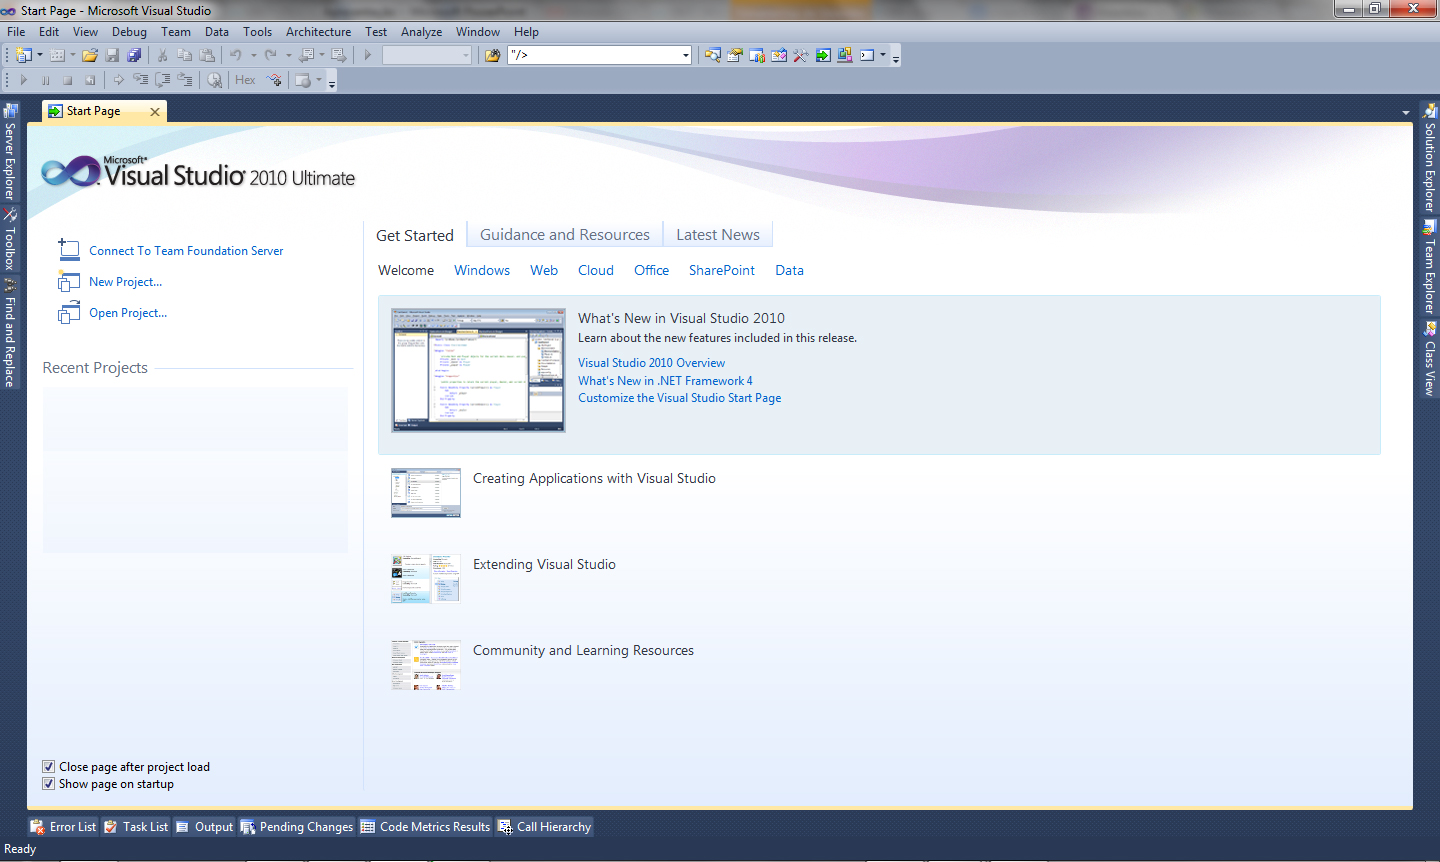 Start Page - Microsoft Visual Studio
File Edit View Debug Team Data Tools Architecture Test Analyze Window Help
"/>
Hex
Start Page
Server Explorer
Toolbox
Find and Replace
Solution Explorer
Team Explorer
Class View
Microsoft®
Visual Studio® 2010 Ultimate
Connect To Team Foundation Server
New Project...
Open Project...
Recent Projects
Get Started Guidance and Resources Latest News
Welcome Windows Web Cloud Office SharePoint Data
What's New in Visual Studio 2010
Learn about the new features included in this release.
Visual Studio 2010 Overview
What's New in .NET Framework 4
Customize the Visual Studio Start Page
Creating Applications with Visual Studio
Extending Visual Studio
Community and Learning Resources
Close page after project load
Show page on startup
Error List Task List Output Pending Changes Code Metrics Results Call Hierarchy
Ready